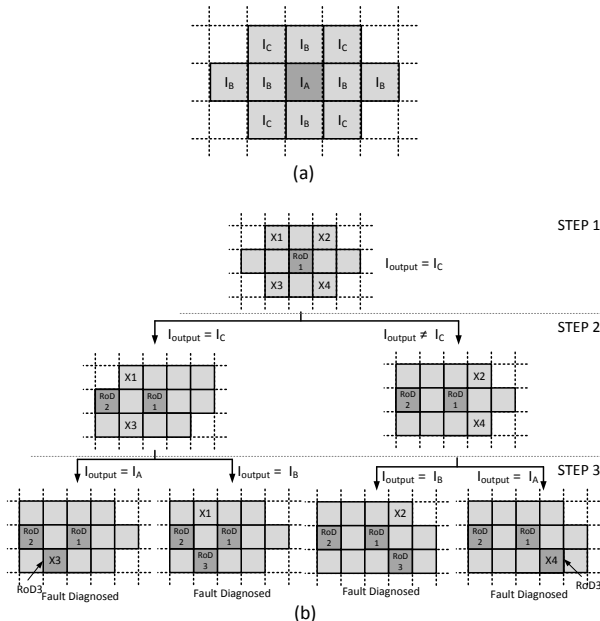 I_C I_B I_C
I_B I_B I_A I_B I_B
I_C I_B I_C
(a)
STEP 1
X1 X2
RoD 1
X3 X4
I_output = I_C
STEP 2
I_output = I_C
I_output ≠ I_C
X1
RoD 2 RoD 1
X3
X2
RoD 2 RoD 1
X4
STEP 3
I_output = I_A
I_output = I_B
I_output = I_B
I_output = I_A
RoD 2 RoD 1
X3
RoD3
Fault Diagnosed
X1
RoD 2 RoD 1
RoD 3
Fault Diagnosed
X2
RoD 2 RoD 1
RoD 3
Fault Diagnosed
RoD 2 RoD 1
X4
RoD3
Fault Diagnosed
(b)